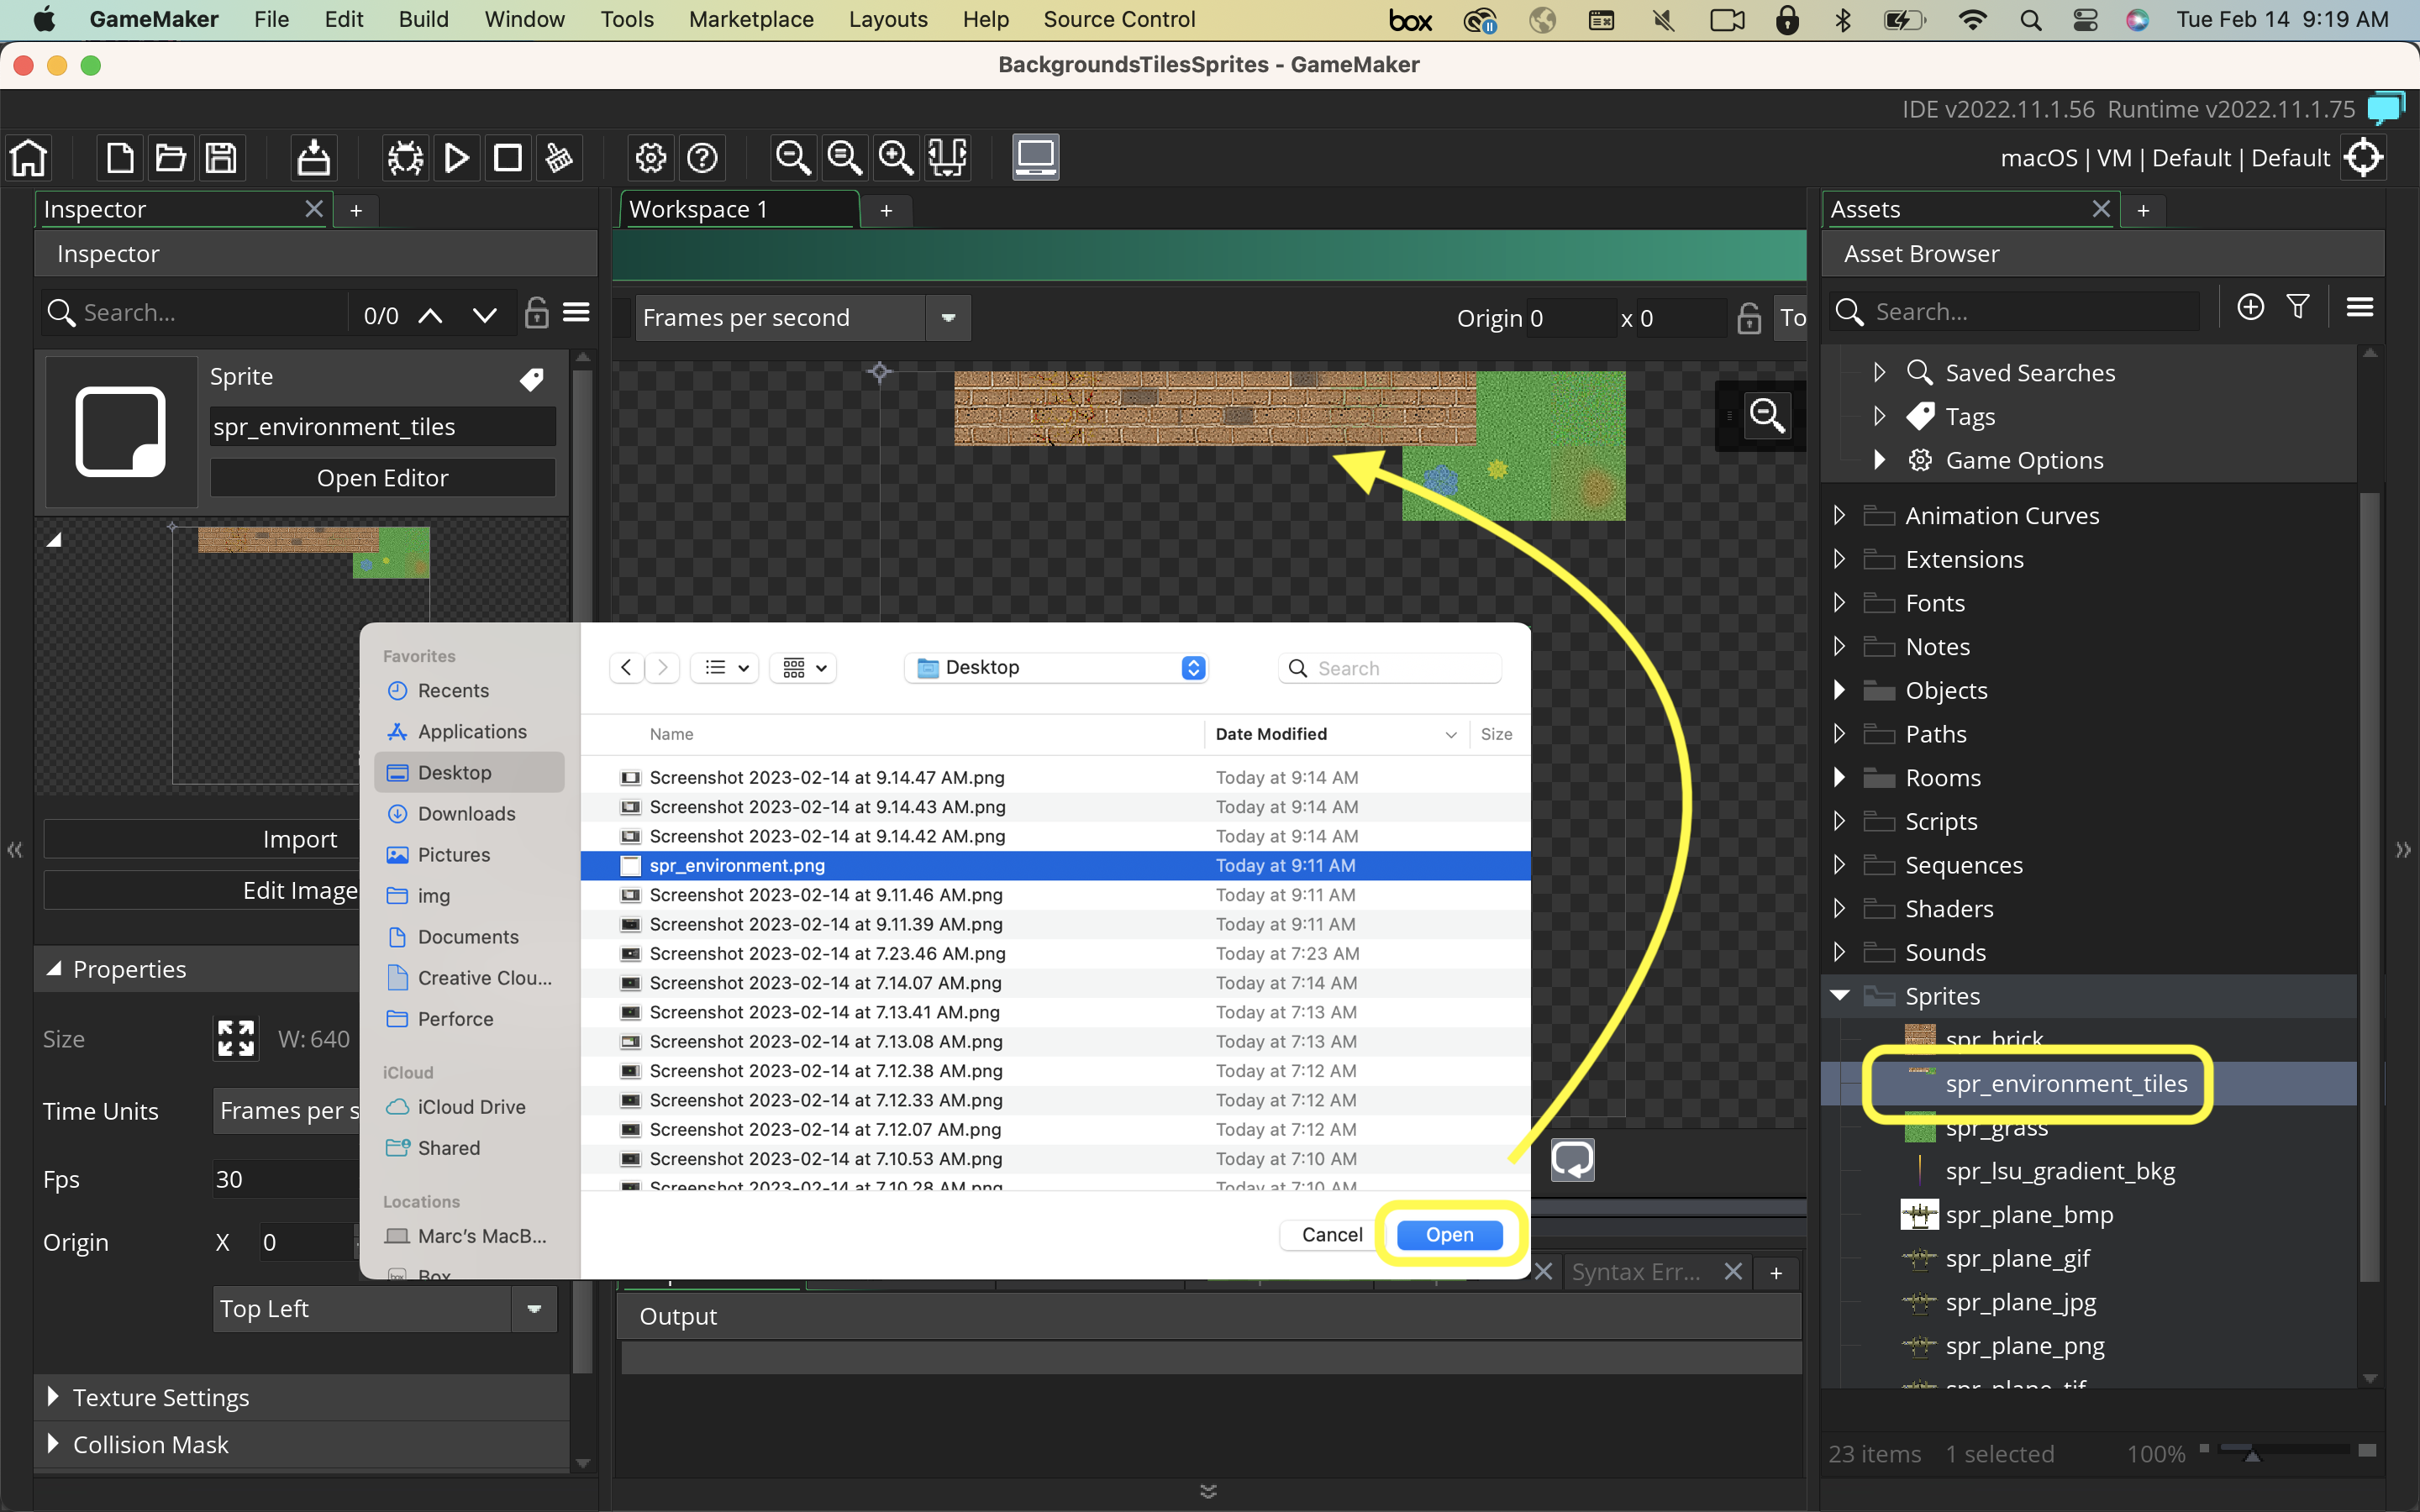 GameMaker File Edit Build Window Tools Marketplace Layouts Help Source Control box Tue Feb 14 9:19 AM
BackgroundsTilesSprites - GameMaker
IDE v2022.11.1.56 Runtime v2022.11.1.75
macOS | VM | Default | Default
Inspector
+
Workspace 1
+
Assets
+
Inspector
Asset Browser
Search...
0/0
Frames per second
Origin 0 x 0
To
Search...
Sprite
spr_environment_tiles
Open Editor
Saved Searches
Tags
Game Options
Animation Curves
Extensions
Fonts
Notes
Objects
Paths
Rooms
Scripts
Sequences
Shaders
Sounds
Sprites
spr_brick
spr_environment_tiles
spr_grass
spr_lsu_gradient_bkg
spr_plane_bmp
spr_plane_gif
spr_plane_jpg
spr_plane_png
spr_plane_tif
23 items 1 selected 100%
Import
Edit Image
Properties
Size W: 640
Time Units Frames per s
Fps 30
Origin X 0
Top Left
Texture Settings
Collision Mask
Favorites
Recents
Applications
Desktop
Downloads
Pictures
img
Documents
Creative Clou...
Perforce
iCloud
iCloud Drive
Shared
Locations
Marc's MacB...
Box
Desktop
Search
Name Date Modified Size
Screenshot 2023-02-14 at 9.14.47 AM.png Today at 9:14 AM
Screenshot 2023-02-14 at 9.14.43 AM.png Today at 9:14 AM
Screenshot 2023-02-14 at 9.14.42 AM.png Today at 9:14 AM
spr_environment.png Today at 9:11 AM
Screenshot 2023-02-14 at 9.11.46 AM.png Today at 9:11 AM
Screenshot 2023-02-14 at 9.11.39 AM.png Today at 9:11 AM
Screenshot 2023-02-14 at 7.23.46 AM.png Today at 7:23 AM
Screenshot 2023-02-14 at 7.14.07 AM.png Today at 7:14 AM
Screenshot 2023-02-14 at 7.13.41 AM.png Today at 7:13 AM
Screenshot 2023-02-14 at 7.13.08 AM.png Today at 7:13 AM
Screenshot 2023-02-14 at 7.12.38 AM.png Today at 7:12 AM
Screenshot 2023-02-14 at 7.12.33 AM.png Today at 7:12 AM
Screenshot 2023-02-14 at 7.12.07 AM.png Today at 7:12 AM
Screenshot 2023-02-14 at 7.10.53 AM.png Today at 7:10 AM
Screenshot 2023-02-14 at 7.10.28 AM.png Today at 7:10 AM
Cancel Open
Syntax Err...
+
Output